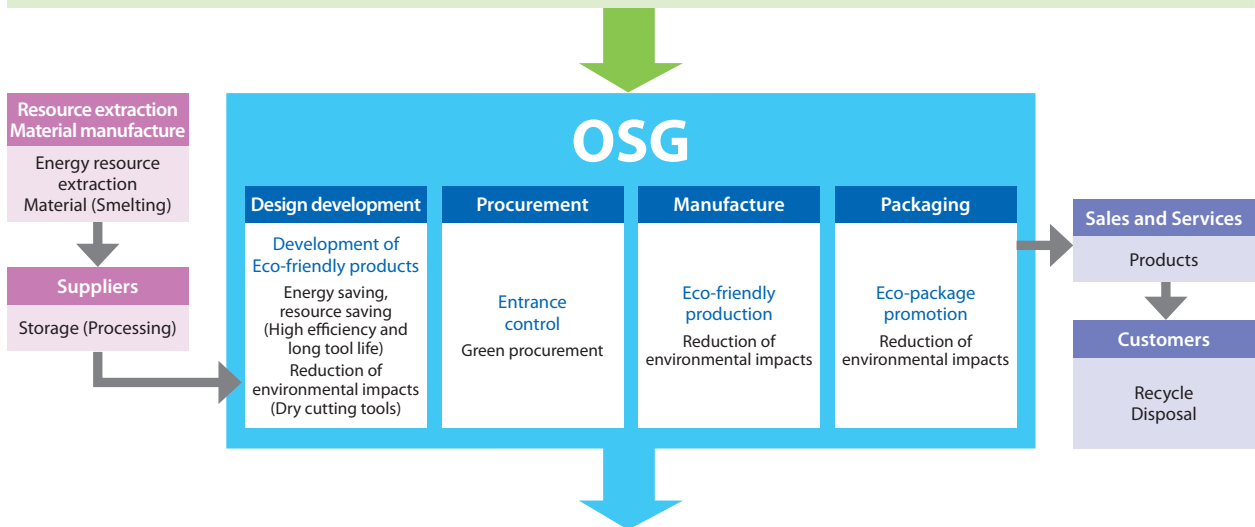 Resource extraction
Material manufacture
Energy resource
extraction
Material (Smelting)
Suppliers
Storage (Processing)
OSG
Design development
Development of
Eco-friendly products
Energy saving,
resource saving
(High efficiency and
long tool life)
Reduction of
environmental impacts
(Dry cutting tools)
Procurement
Entrance
control
Green procurement
Manufacture
Eco-friendly
production
Reduction of
environmental impacts
Packaging
Eco-package
promotion
Reduction of
environmental impacts
Sales and Services
Products
Customers
Recycle
Disposal